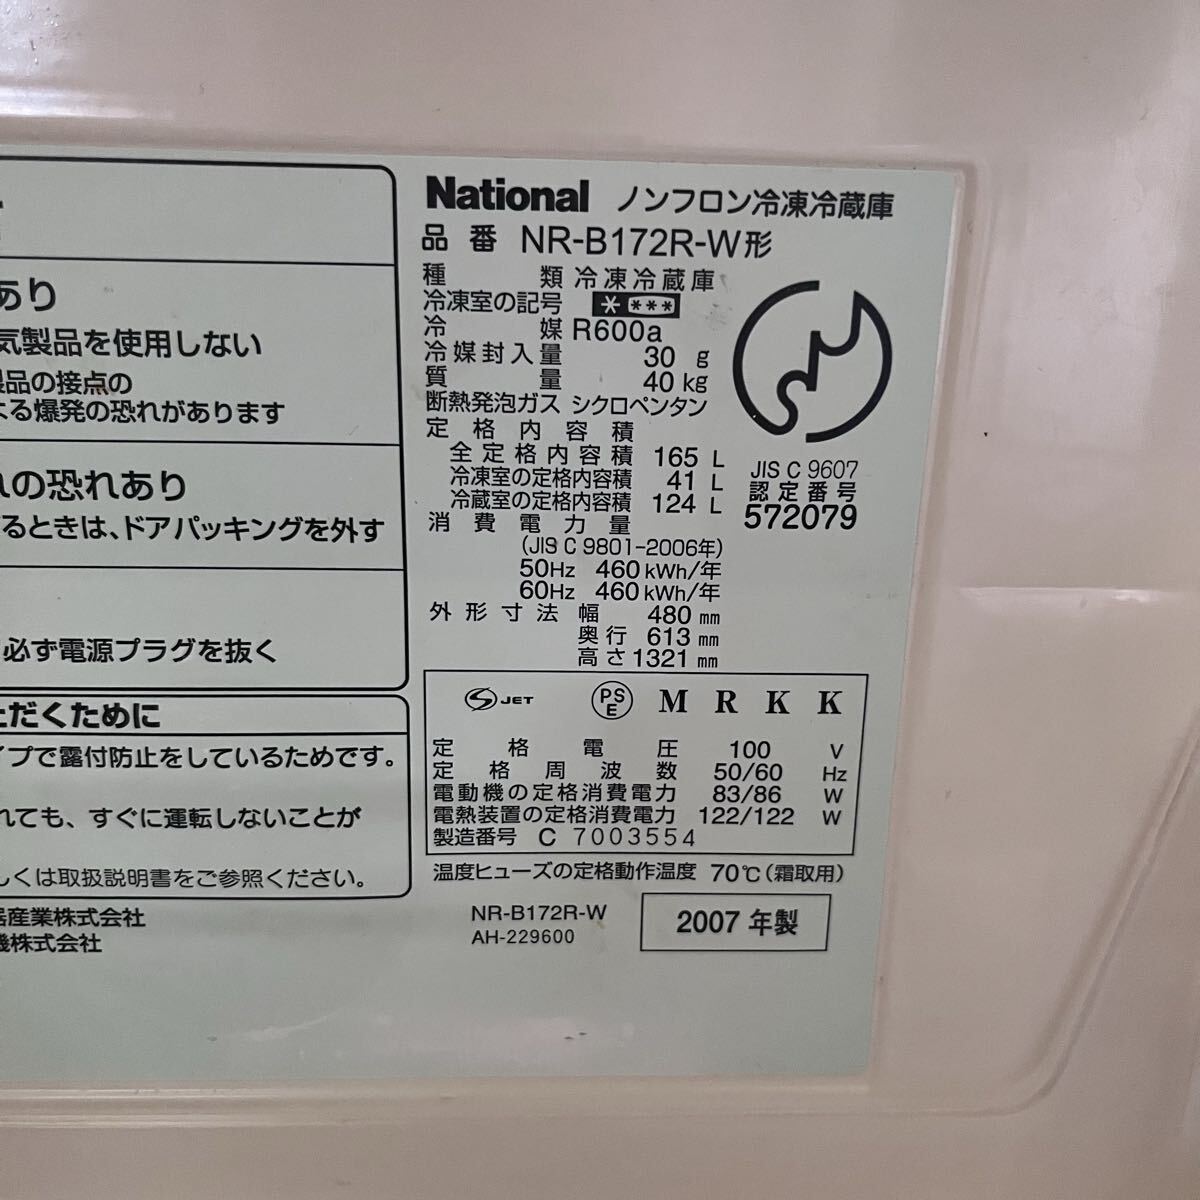 あり
気製品を使用しない
製品の接点の
よる爆発の恐れがあります
れの恐れあり
するときは、ドアパッキングを外す
必ず電源プラグを抜く
ただくために
イプで露付防止をしているためです。
れても、すぐに運転しないことが
しくは取扱説明書をご参照ください。
器産業株式会社
機株式会社
National ノンフロン冷凍冷蔵庫
品番 NR-B172R-W形
種類 冷凍冷蔵庫
冷凍室の記号 * ***
冷媒 R600a
冷媒封入量 30 g
質量 40 kg
断熱発泡ガス シクロペンタン
定格内容積
全定格内容積 165 L
冷凍室の定格内容積 41 L
冷蔵室の定格内容積 124 L
消費電力量
(JIS C 9801-2006年)
50Hz 460 kWh/年
60Hz 460 kWh/年
外形寸法 幅 480 mm
奥行 613 mm
高さ 1321 mm
JIS C 9607
認定番号
572079
S JET PS E M R K K
定格電圧 100 V
定格周波数 50/60 Hz
電動機の定格消費電力 83/86 W
電熱装置の定格消費電力 122/122 W
製造番号 C 7003554
温度ヒューズの定格動作温度 70℃(霜取用)
NR-B172R-W
AH-229600
2007 年製